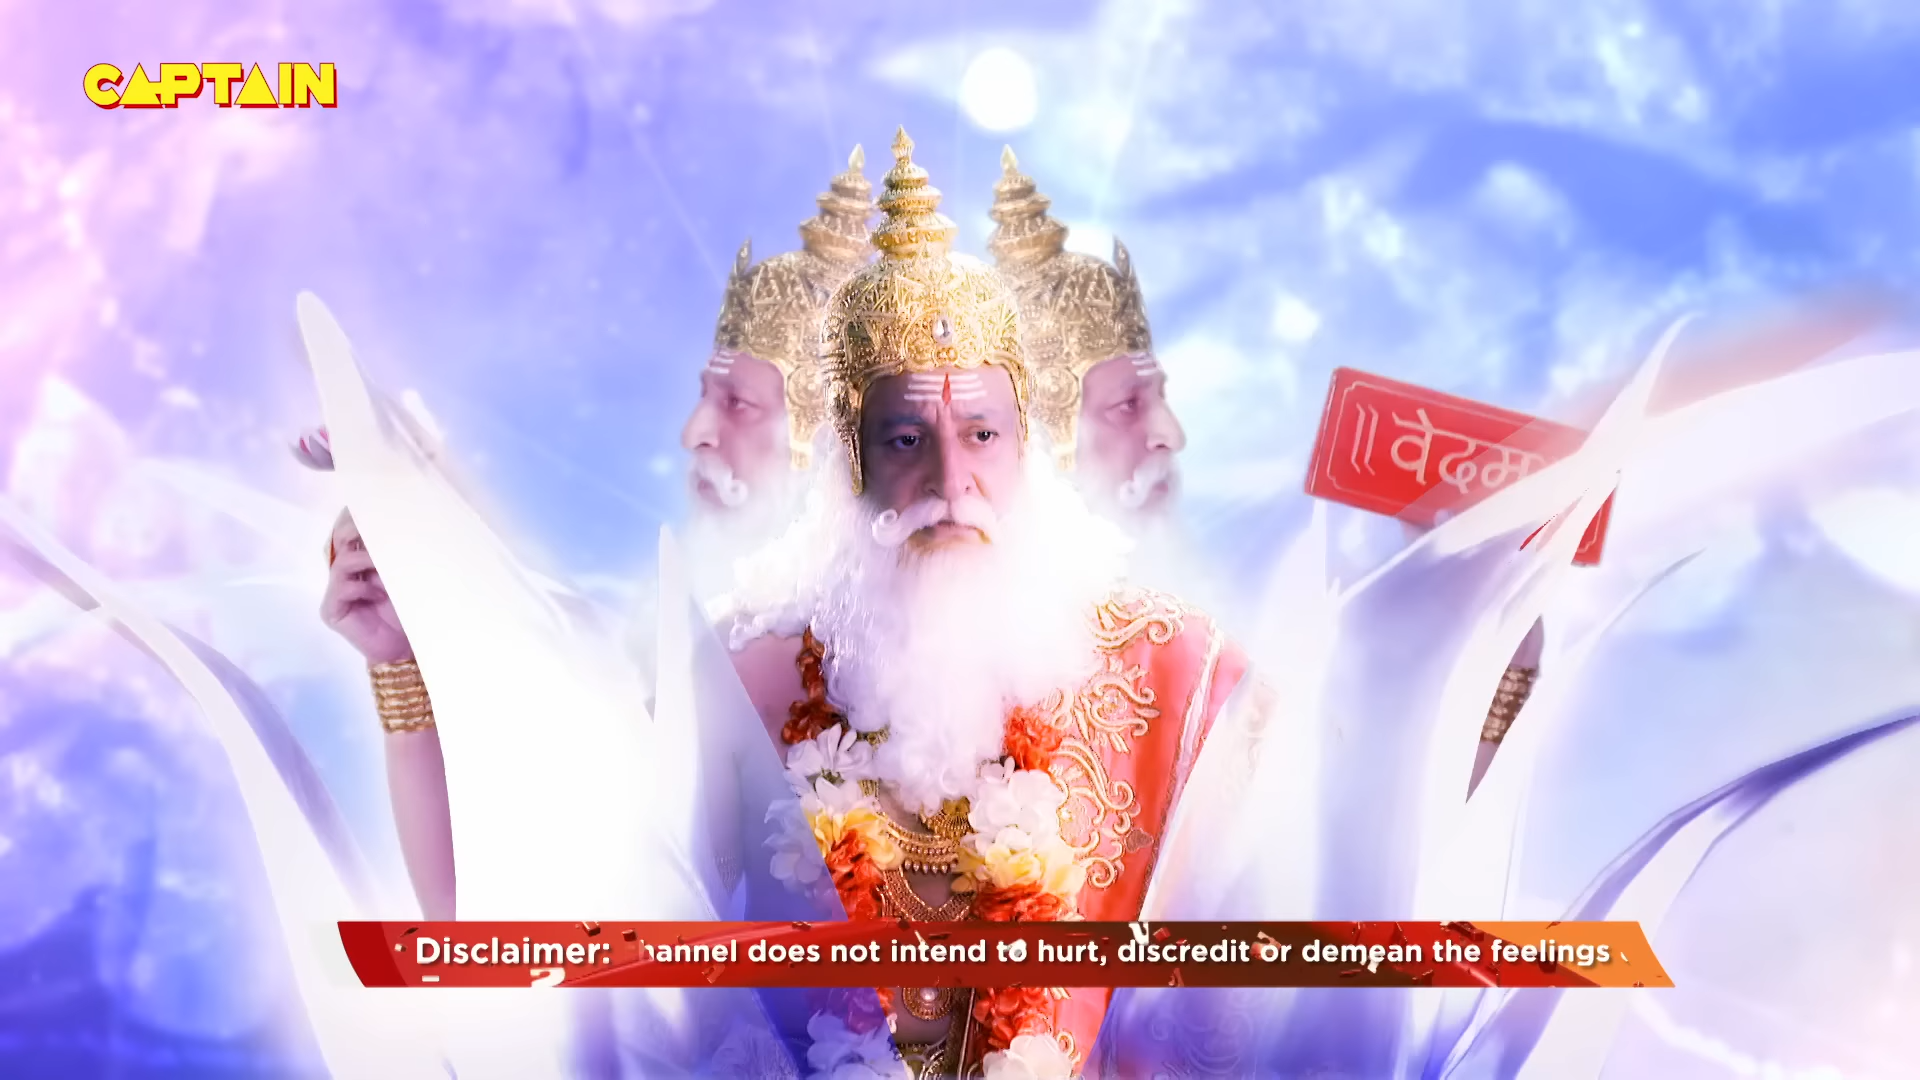 CAPTAIN
॥ वेदम
Disclaimer: hannel does not intend to hurt, discredit or demean the feelings